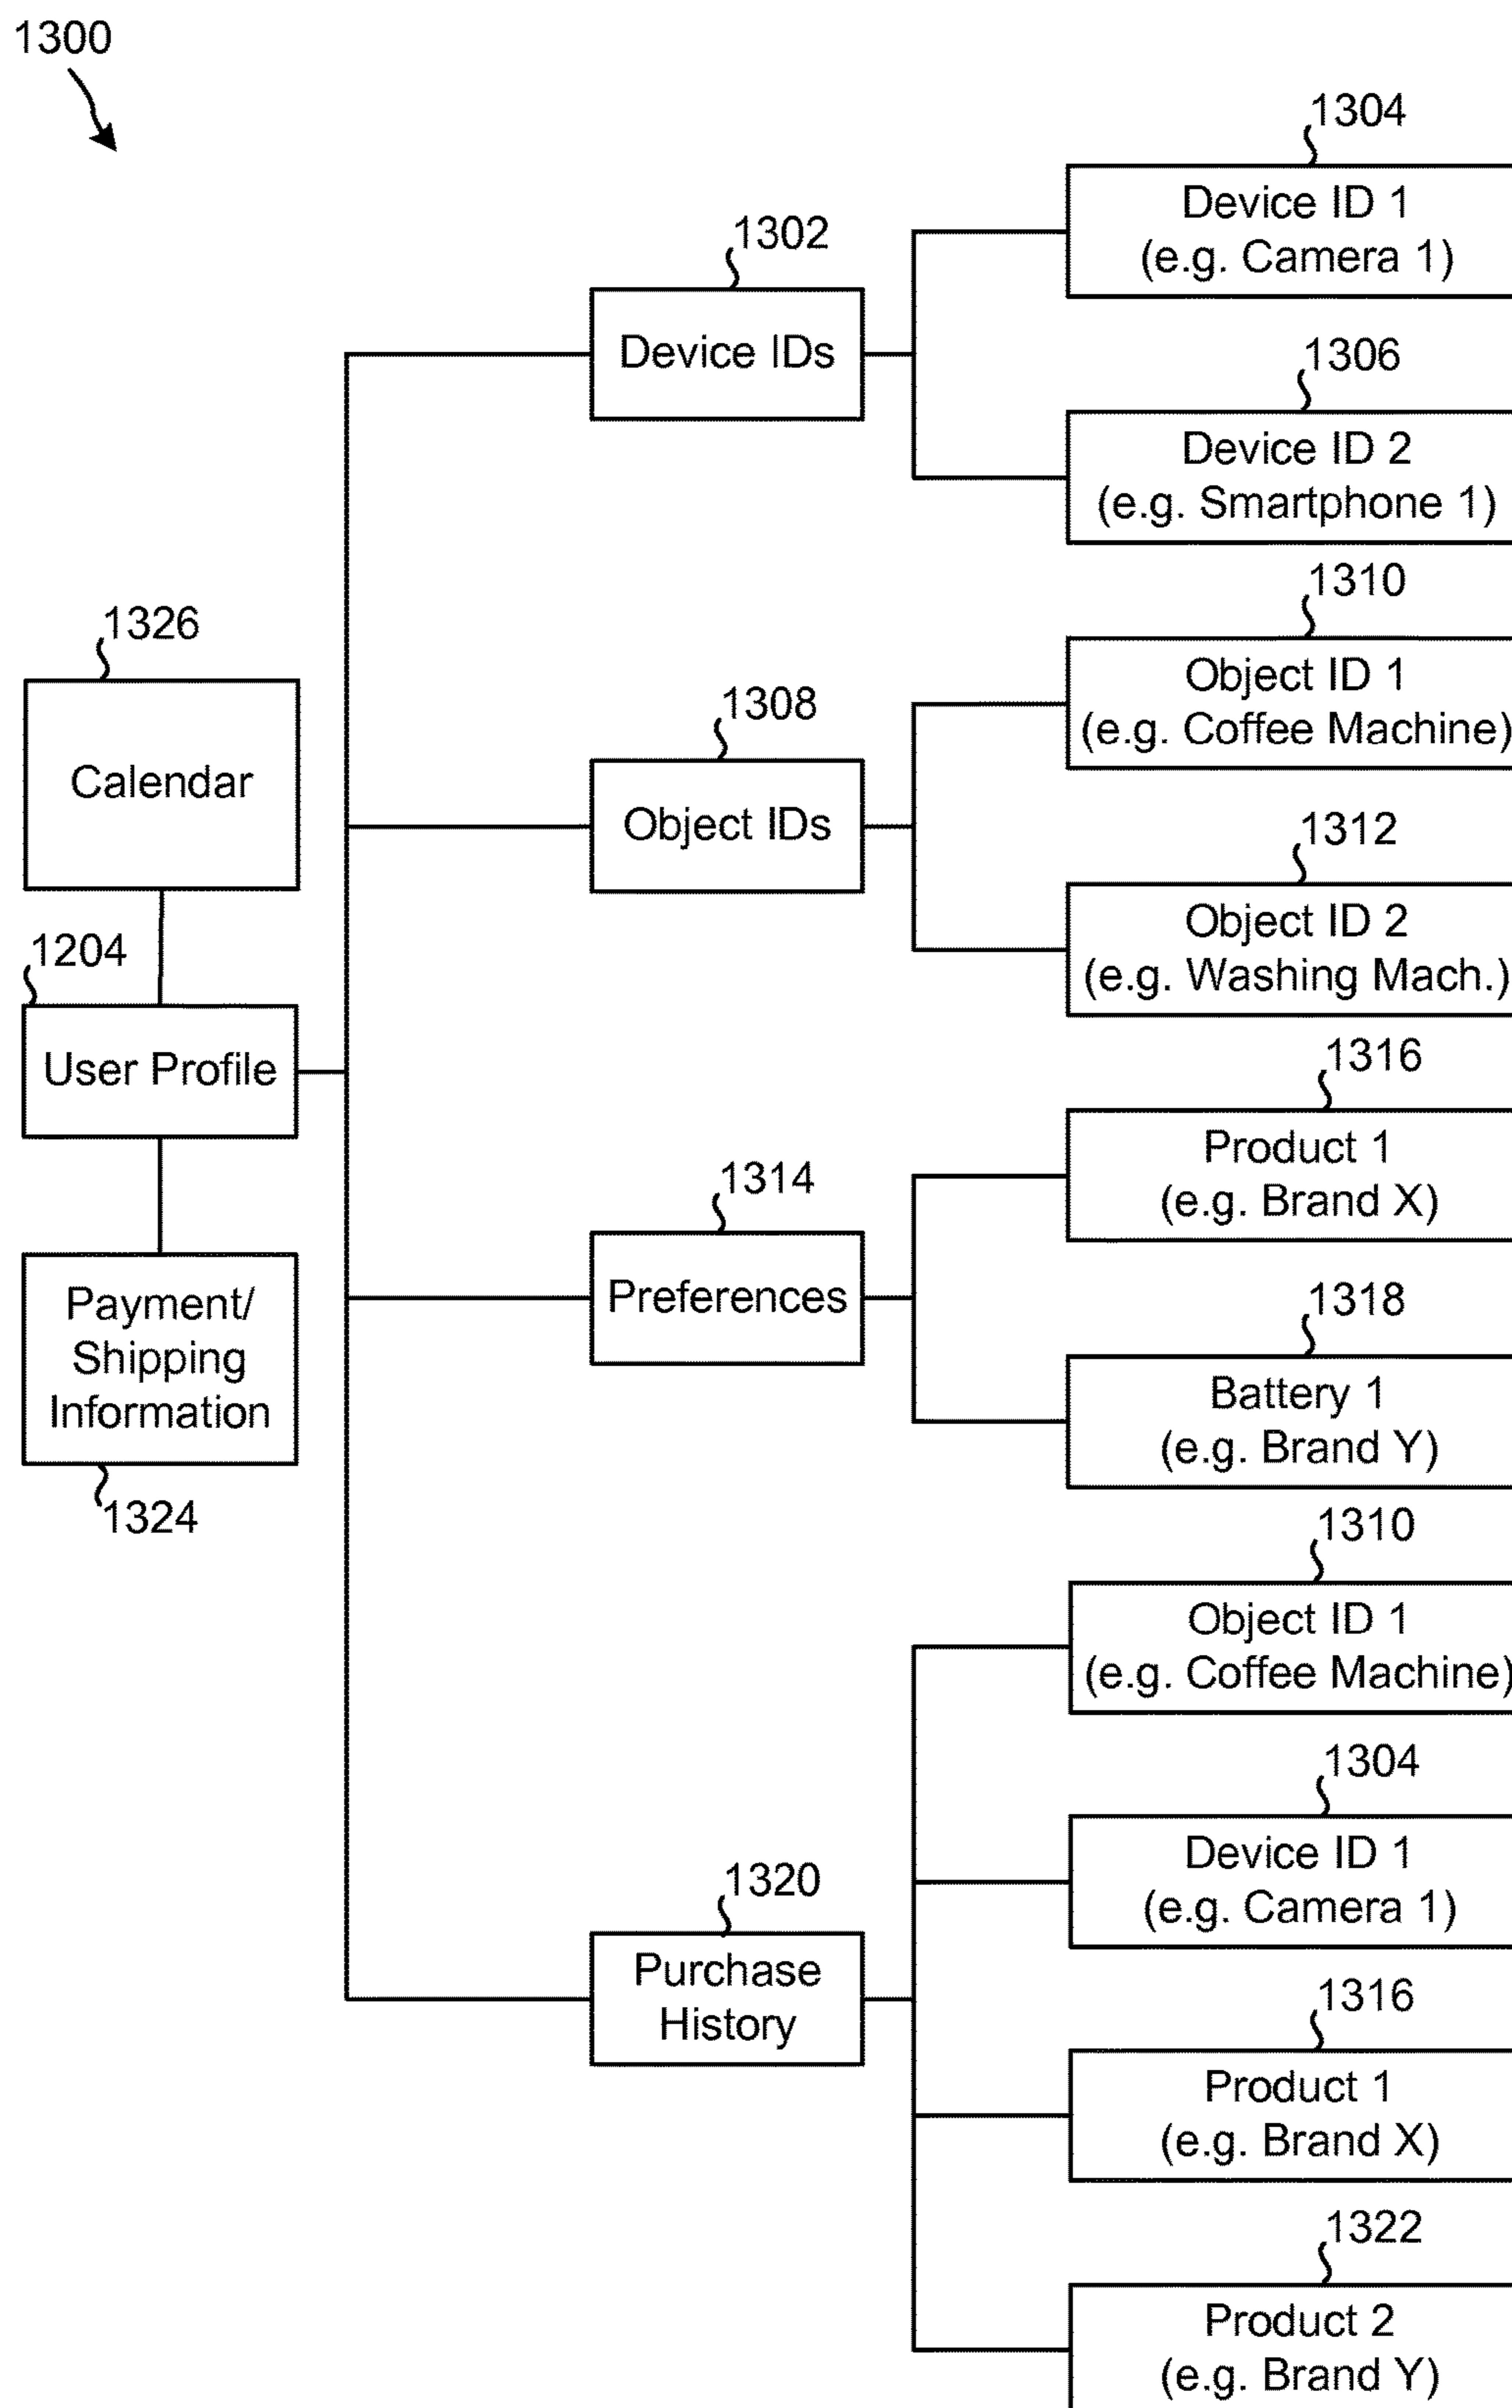 1300
1304
Device ID 1
(e.g. Camera 1)
1302
Device IDs
1306
Device ID 2
(e.g. Smartphone 1)
1310
Object ID 1
(e.g. Coffee Machine)
1326
Calendar
1308
Object IDs
1312
Object ID 2
(e.g. Washing Mach.)
1204
User Profile
1316
Product 1
(e.g. Brand X)
1314
Preferences
1318
Battery 1
(e.g. Brand Y)
Payment/
Shipping
Information
1324
1310
Object ID 1
(e.g. Coffee Machine)
1304
Device ID 1
(e.g. Camera 1)
1320
Purchase
History
1316
Product 1
(e.g. Brand X)
1322
Product 2
(e.g. Brand Y)